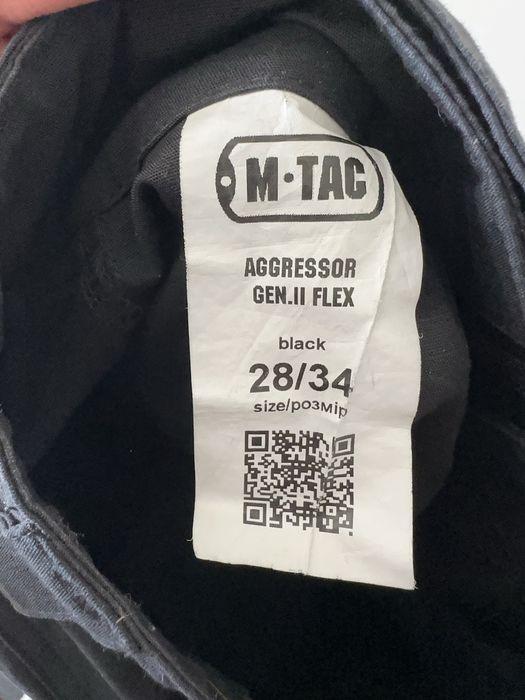 M·TAC
AGGRESSOR
GEN.II FLEX
black
28/34
size/розмір